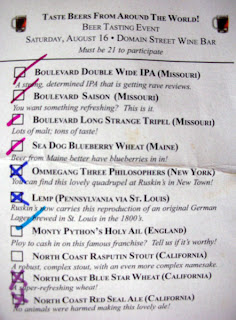 TASTE BEERS FROM AROUND THE WORLD!
BEER TASTING EVENT
SATURDAY, AUGUST 16 • DOMAIN STREET WINE BAR
Must be 21 to participate
BOULEVARD DOUBLE WIDE IPA (MISSOURI)
A strong, determined IPA that is getting rave reviews.
BOULEVARD SAISON (MISSOURI)
You want something refreshing? This is it.
BOULEVARD LONG STRANGE TRIPEL (MISSOURI)
Lots of malt; tons of taste!
SEA DOG BLUEBERRY WHEAT (MAINE)
Beer from Maine better have blueberries in in!
OMMEGANG THREE PHILOSOPHERS (NEW YORK)
You can find this lovely quadrupel at Ruskin's in New Town!
LEMP (PENNSYLVANIA VIA ST. LOUIS)
Ruskin's now carries this reproduction of an original German
Lager brewed in St. Louis in the 1800's.
MONTY PYTHON'S HOLY AIL (ENGLAND)
Ploy to cash in on this famous franchise? Tell us if it's worthy!
NORTH COAST RASPUTIN STOUT (CALIFORNIA)
A robust, complex stout, with an even more complex namesake.
NORTH COAST BLUE STAR WHEAT (CALIFORNIA)
A super-refreshing wheat!
NORTH COAST RED SEAL ALE (CALIFORNIA)
No animals were harmed making this lovely ale!